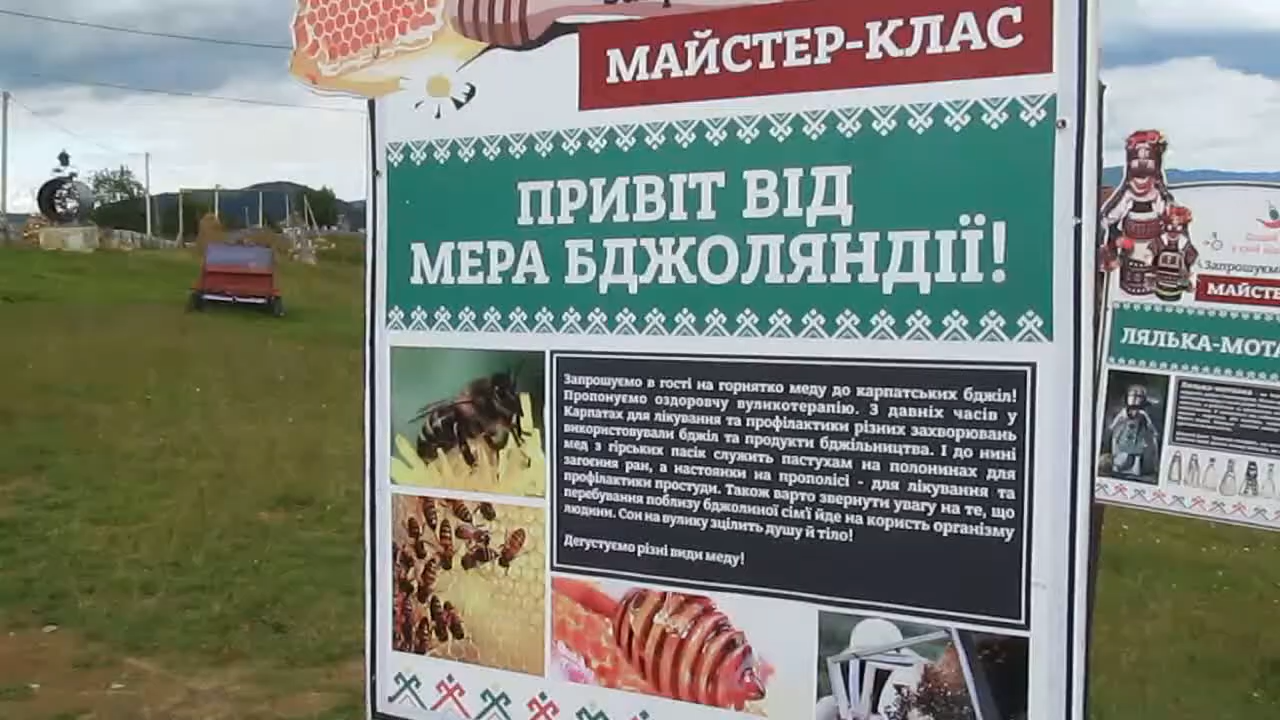 МАЙСТЕР-КЛАС
ПРИВІТ ВІД
МЕРА БДЖОЛЯНДІЇ!
Запрошуємо в гості на горнятко меду до карпатських бджіл!
Пропонуємо оздоровчу вуликотерапію. З давніх часів у
Карпатах для лікування та профілактики різних захворювань
використовували бджіл та продукти бджільництва. І до нині
мед з гірських пасік служить пастухам на полонинах для
загоєння ран, а настоянки на прополісі - для лікування та
профілактики простуди. Також варто звернути увагу на те, що
перебування поблизу бджолиної сім'ї йде на користь організму
людини. Сон на вулику зцілить душу й тіло!
Дегустуємо різні види меду!
Запрошуєм
МАЙСТЕ
ЛЯЛЬКА-МОТА